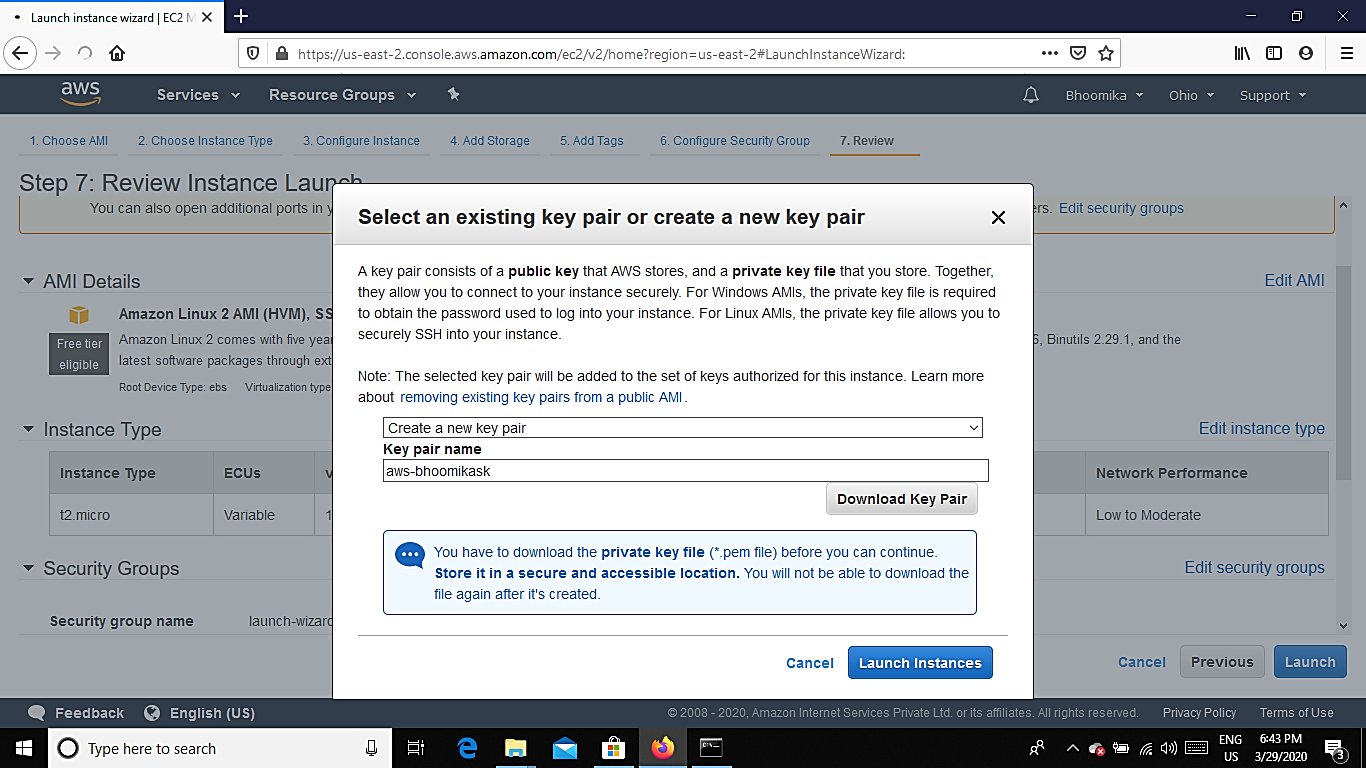 Launch instance wizard | EC2 M
https://us-east-2.console.aws.amazon.com/ec2/v2/home?region=us-east-2#LaunchInstanceWizard:
aws
Services
Resource Groups
Bhoomika
Ohio
Support
1. Choose AMI
2. Choose Instance Type
3. Configure Instance
4. Add Storage
5. Add Tags
6. Configure Security Group
7. Review
Step 7: Review Instance Launch
You can also open additional ports in y
rs. Edit security groups
AMI Details
Edit AMI
Amazon Linux 2 AMI (HVM), SS
Free tier
eligible
Amazon Linux 2 comes with five year
, Binutils 2.29.1, and the
latest software packages through ext
Root Device Type: ebs
Virtualization type
Instance Type
Edit instance type
Instance Type
ECUs
Network Performance
t2.micro
Variable
1
Low to Moderate
Security Groups
Edit security groups
Security group name
launch-wizard
Cancel
Previous
Launch
Select an existing key pair or create a new key pair
A key pair consists of a public key that AWS stores, and a private key file that you store. Together,
they allow you to connect to your instance securely. For Windows AMIs, the private key file is required
to obtain the password used to log into your instance. For Linux AMIs, the private key file allows you to
securely SSH into your instance.
Note: The selected key pair will be added to the set of keys authorized for this instance. Learn more
about removing existing key pairs from a public AMI .
Create a new key pair
Key pair name
aws-bhoomikask
Download Key Pair
You have to download the private key file (*.pem file) before you can continue.
Store it in a secure and accessible location. You will not be able to download the
file again after it's created.
Cancel
Launch Instances
Feedback
English (US)
© 2008 - 2020, Amazon Internet Services Private Ltd. or its affiliates. All rights reserved.
Privacy Policy
Terms of Use
Type here to search
ENG
US
6:43 PM
3/29/2020
3